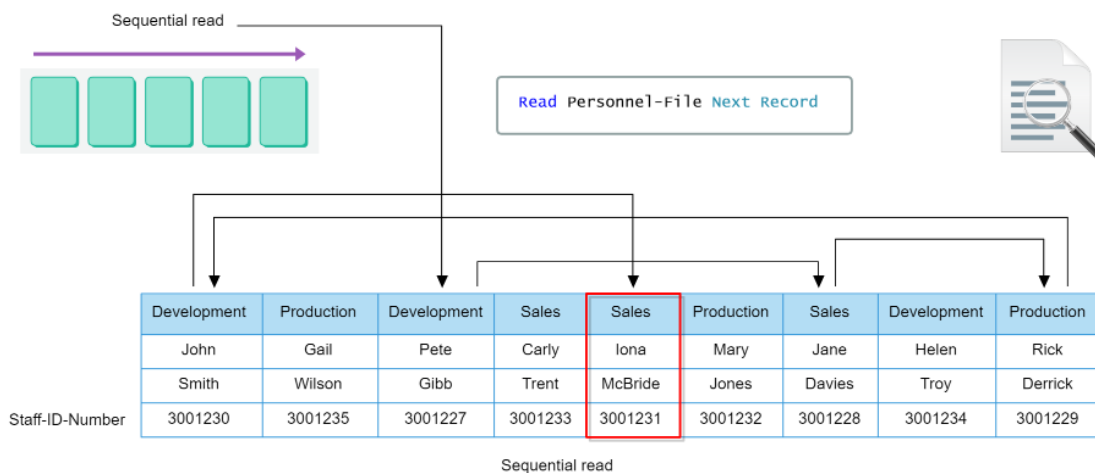 Sequential read
Read Personnel-File Next Record
Development Production Development Sales Sales Production Sales Development Production
John Gail Pete Carly Iona Mary Jane Helen Rick
Smith Wilson Gibb Trent McBride Jones Davies Troy Derrick
Staff-ID-Number 3001230 3001235 3001227 3001233 3001231 3001232 3001228 3001234 3001229
Sequential read